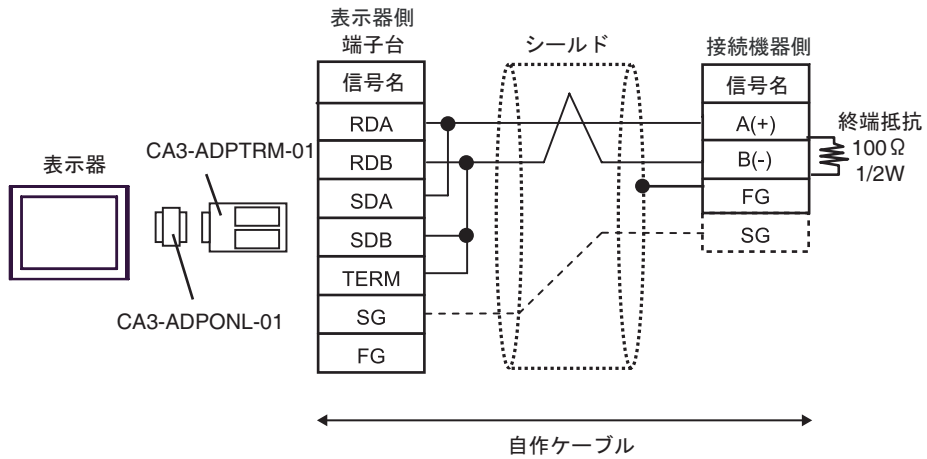 表示器
CA3-ADPTRM-01
CA3-ADPONL-01
表示器側
端子台
信号名
RDA
RDB
SDA
SDB
TERM
SG
FG
シールド
接続機器側
信号名
A(+)
B(-)
FG
SG
終端抵抗
100Ω
1/2W
自作ケーブル